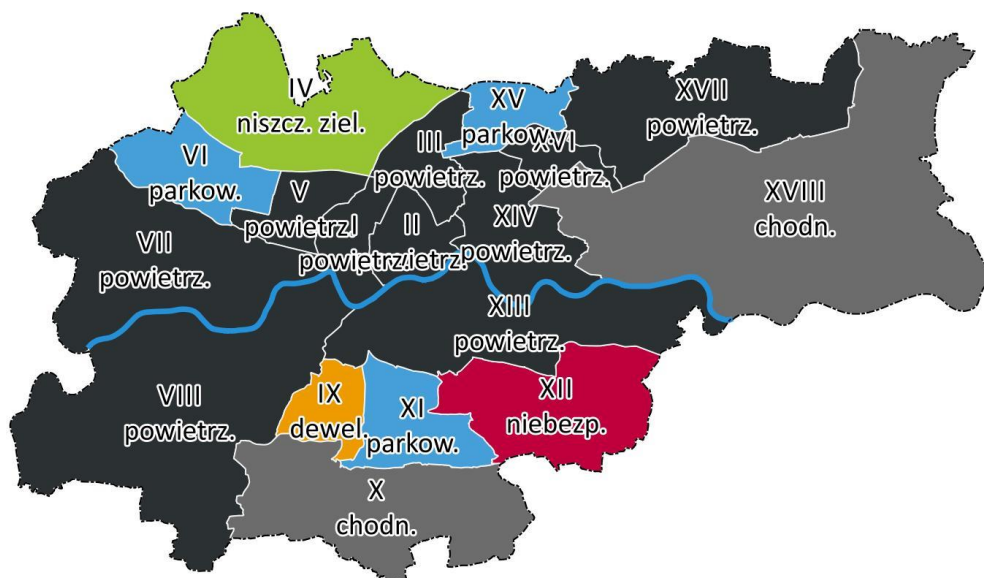 IV
niszcz. ziel.
XV
parkow.
XVII
powietrz.
III
powietrz.
XVI
powietrz.
VI
parkow.
V
powietrz.
I
powietrz.
II
XVIII
chodn.
XIV
powietrz.
VII
powietrz.
XIII
powietrz.
VIII
powietrz.
IX
dewel.
XI
parkow.
XII
niebezp.
X
chodn.